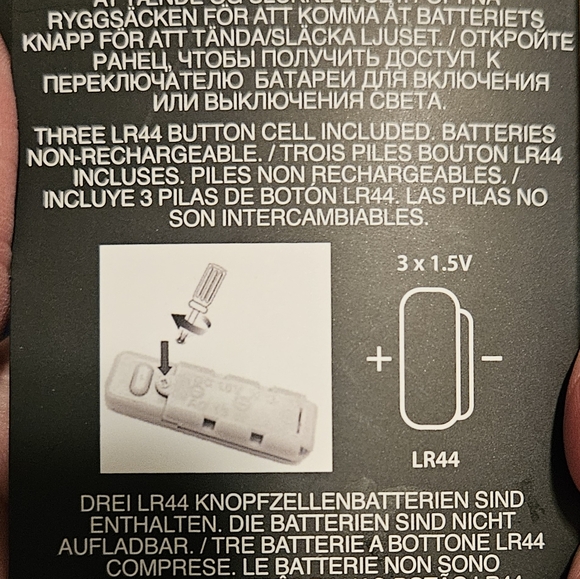 RYGGSÄCKEN FÖR ATT KOMMA ÅT BATTERIETS
KNAPP FÖR ATT TÄNDA/SLÄCKA LJUSET. / ОТКРОЙТЕ
РАНЕЦ, ЧТОБЫ ПОЛУЧИТЬ ДОСТУП К
ПЕРЕКЛЮЧАТЕЛЮ БАТАРЕИ ДЛЯ ВКЛЮЧЕНИЯ
ИЛИ ВЫКЛЮЧЕНИЯ СВЕТА.
THREE LR44 BUTTON CELL INCLUDED. BATTERIES
NON-RECHARGEABLE. / TROIS PILES BOUTON LR44
INCLUSES. PILES NON RECHARGEABLES. /
INCLUYE 3 PILAS DE BOTÓN LR44. LAS PILAS NO
SON INTERCAMBIABLES.
3 x 1.5V
+ −
LR44
DREI LR44 KNOPFZELLENBATTERIEN SIND
ENTHALTEN. DIE BATTERIEN SIND NICHT
AUFLADBAR. / TRE BATTERIE A BOTTONE LR44
COMPRESE. LE BATTERIE NON SONO